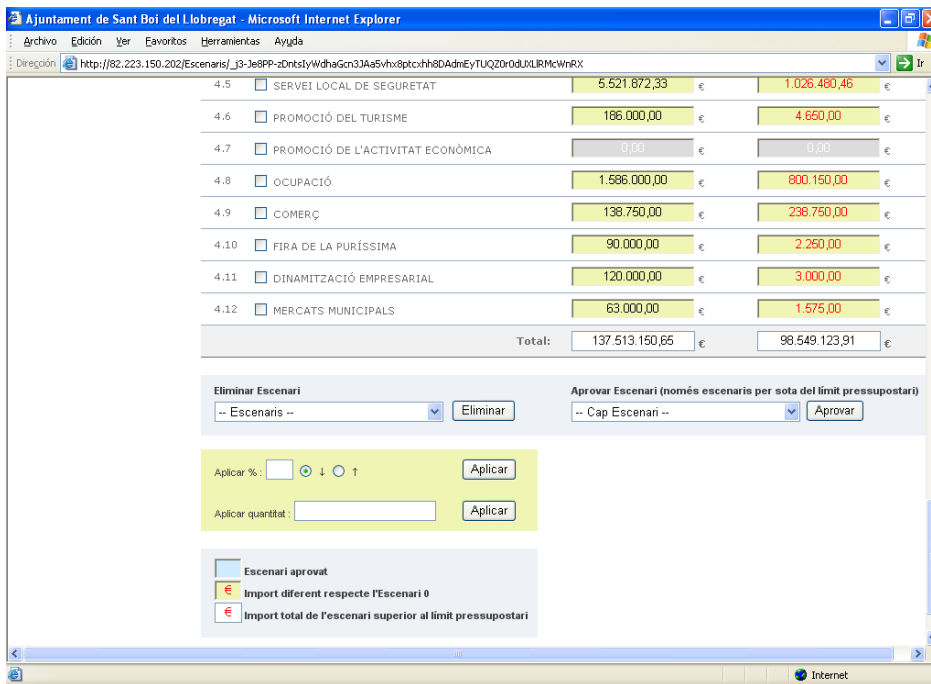 Ajuntament de Sant Boi del Llobregat - Microsoft Internet Explorer
Archivo Edición Ver Favoritos Herramientas Ayuda
Dirección http://82.223.150.202/Escenaris/_j3-Je8PP-zDntsIyWdhaGcn3JAa5vhx8ptcxhh8DAdmEyTUQZ0r0dUXLlRMcWnRX Ir
4.5 SERVEI LOCAL DE SEGURETAT 5.521.872,33 € 1.026.480,46 €
4.6 PROMOCIÓ DEL TURISME 186.000,00 € 4.650,00 €
4.7 PROMOCIÓ DE L'ACTIVITAT ECONÒMICA 0,00 € 0,00 €
4.8 OCUPACIÓ 1.586.000,00 € 800.150,00 €
4.9 COMERÇ 138.750,00 € 238.750,00 €
4.10 FIRA DE LA PURÍSSIMA 90.000,00 € 2.250,00 €
4.11 DINAMITZACIÓ EMPRESARIAL 120.000,00 € 3.000,00 €
4.12 MERCATS MUNICIPALS 63.000,00 € 1.575,00 €
Total: 137.513.150,65 € 98.549.123,91 €
Eliminar Escenari Aprovar Escenari (només escenaris per sota del límit pressupostari)
-- Escenaris -- Eliminar -- Cap Escenari -- Aprovar
Aplicar % : ↓ ↑ Aplicar
Aplicar quantitat : Aplicar
Escenari aprovat
€ Import diferent respecte l'Escenari 0
€ Import total de l'escenari superior al límit pressupostari
Internet